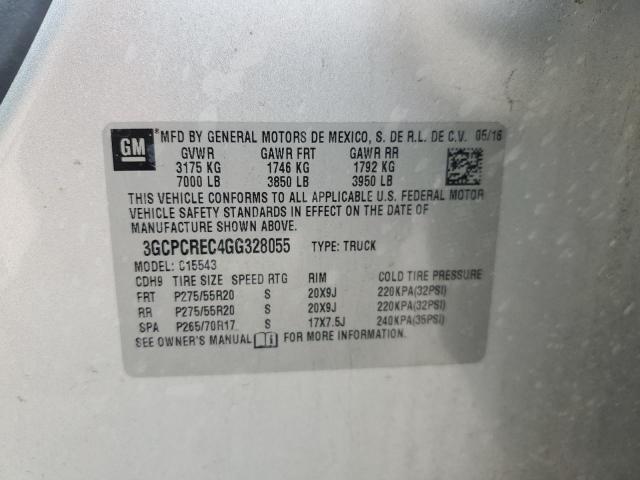 GM *MFD BY GENERAL MOTORS DE MEXICO, S. DE R.L. DE C.V. 05/16
GVWR GAWR FRT GAWR RR
3175 KG 1746 KG 1792 KG
7000 LB 3850 LB 3950 LB
THIS VEHICLE CONFORMS TO ALL APPLICABLE U.S. FEDERAL MOTOR
VEHICLE SAFETY STANDARDS IN EFFECT ON THE DATE OF
MANUFACTURE SHOWN ABOVE.
3GCPCREC4GG328055 TYPE: TRUCK
MODEL: C15543
CDH9 TIRE SIZE SPEED RTG RIM COLD TIRE PRESSURE
FRT P275/55R20 S 20X9J 220KPA(32PSI)
RR P275/55R20 S 20X9J 220KPA(32PSI)
SPA P265/70R17 S 17X7.5J 240KPA(35PSI)
SEE OWNER'S MANUAL FOR MORE INFORMATION.